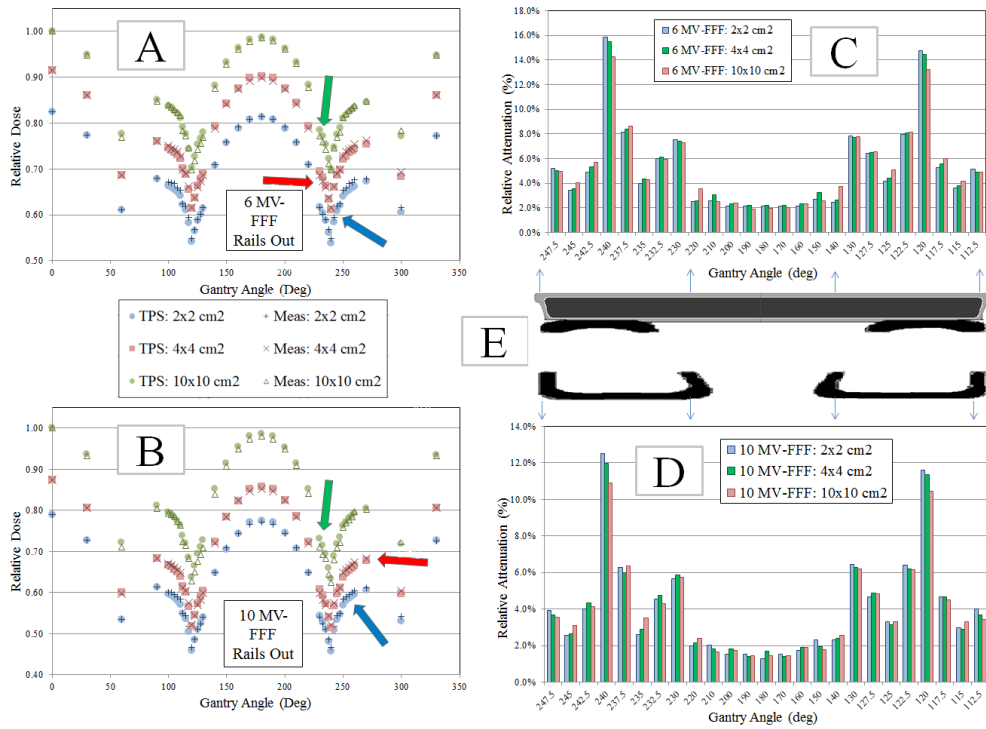 A
1.00
0.90
0.80
0.70
0.60
0.50
Relative Dose
0 50 100 150 200 250 300 350
Gantry Angle (Deg)
6 MV-
FFF
Rails Out
TPS: 2x2 cm2 Meas: 2x2 cm2
TPS: 4x4 cm2 Meas: 4x4 cm2
TPS: 10x10 cm2 Meas: 10x10 cm2
B
1.00
0.90
0.80
0.70
0.60
0.50
0.40
Relative Dose
0 50 100 150 200 250 300 350
Gantry Angle (Deg)
10 MV-
FFF
Rails Out
C
18.0%
16.0%
14.0%
12.0%
10.0%
8.0%
6.0%
4.0%
2.0%
0.0%
Relative Attenuation (%)
6 MV-FFF: 2x2 cm2
6 MV-FFF: 4x4 cm2
6 MV-FFF: 10x10 cm2
247.5 245 242.5 240 237.5 235 232.5 230 220 210 200 190 180 170 160 150 140 130 127.5 125 122.5 120 117.5 115 112.5
Gantry Angle (deg)
E
D
14.0%
12.0%
10.0%
8.0%
6.0%
4.0%
2.0%
0.0%
Relative Attenuation (%)
10 MV-FFF: 2x2 cm2
10 MV-FFF: 4x4 cm2
10 MV-FFF: 10x10 cm2
247.5 245 242.5 240 237.5 235 232.5 230 220 210 200 190 180 170 160 150 140 130 127.5 125 122.5 120 117.5 115 112.5
Gantry Angle (deg)